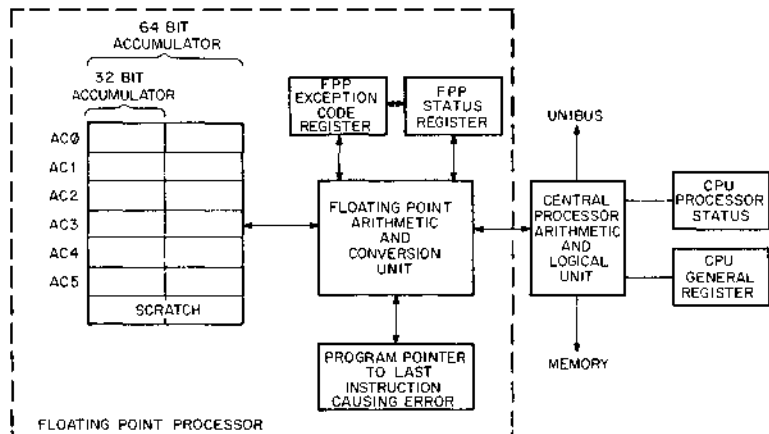 64 BIT
ACCUMULATOR
32 BIT
ACCUMULATOR
AC0
AC1
AC2
AC3
AC4
AC5
SCRATCH
FPP
EXCEPTION
CODE
REGISTER
FPP
STATUS
REGISTER
FLOATING POINT
ARITHMETIC
AND
CONVERSION
UNIT
PROGRAM POINTER
TO LAST
INSTRUCTION
CAUSING ERROR
FLOATING POINT PROCESSOR
UNIBUS
CENTRAL
PROCESSOR
ARITHMETIC
AND
LOGICAL
UNIT
MEMORY
CPU
PROCESSOR
STATUS
CPU
GENERAL
REGISTER